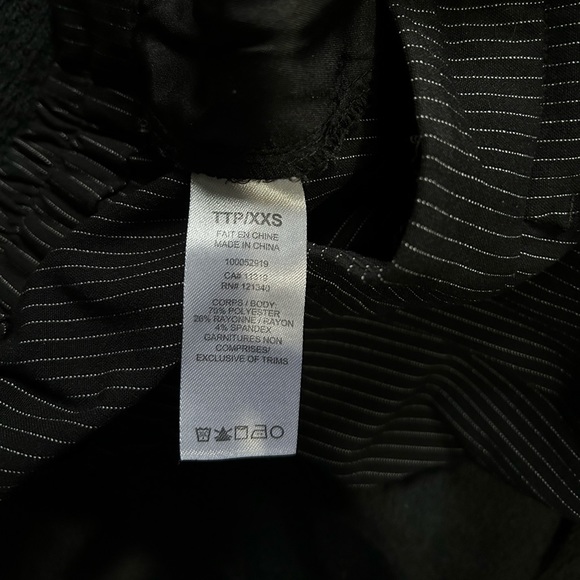 TTP/XXS
FAIT EN CHINE
MADE IN CHINA
100052919
CA# 11319
RN# 121340
CORPS / BODY:
70% POLYESTER
26% RAYONNE / RAYON
4% SPANDEX
GARNITURES NON
COMPRISES/
EXCLUSIVE OF TRIMS